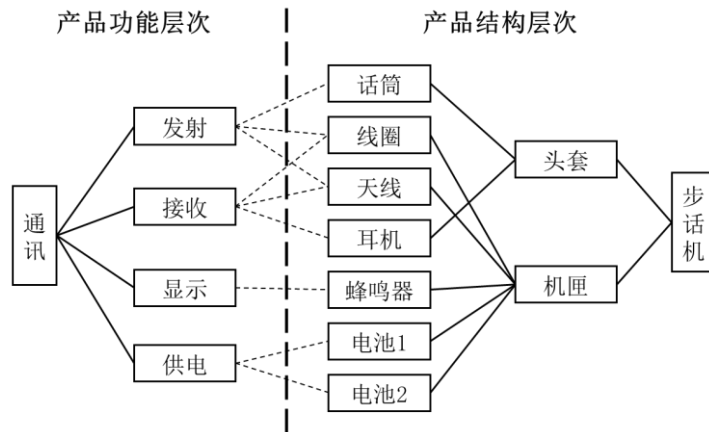 产品功能层次
产品结构层次
通讯
发射
接收
显示
供电
话筒
线圈
天线
耳机
蜂鸣器
电池1
电池2
头套
机匣
步话机